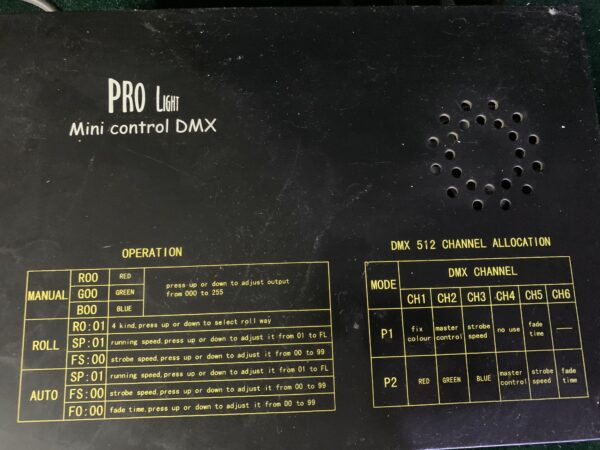 PRO LIGHT
Mini control DMX
OPERATION
MANUAL R00 RED press up or down to adjust output
G00 GREEN from 000 to 255
B00 BLUE
ROLL RO:01 4 kind,press up or down to select roll way
SP:01 running speed,press up or down to adjust it from 01 to FL
FS:00 strobe speed,press up or down to adjust it from 00 to 99
AUTO SP:01 running speed,press up or down to adjust it from 01 to FL
FS:00 strobe speed,press up or down to adjust it from 00 to 99
FO:00 fade time,press up or down to adjust it from 00 to 99
DMX 512 CHANNEL ALLOCATION
MODE DMX CHANNEL
CH1 CH2 CH3 CH4 CH5 CH6
P1 fix colour master control strobe speed no use fade time —
P2 RED GREEN BLUE master control strobe speed fade time